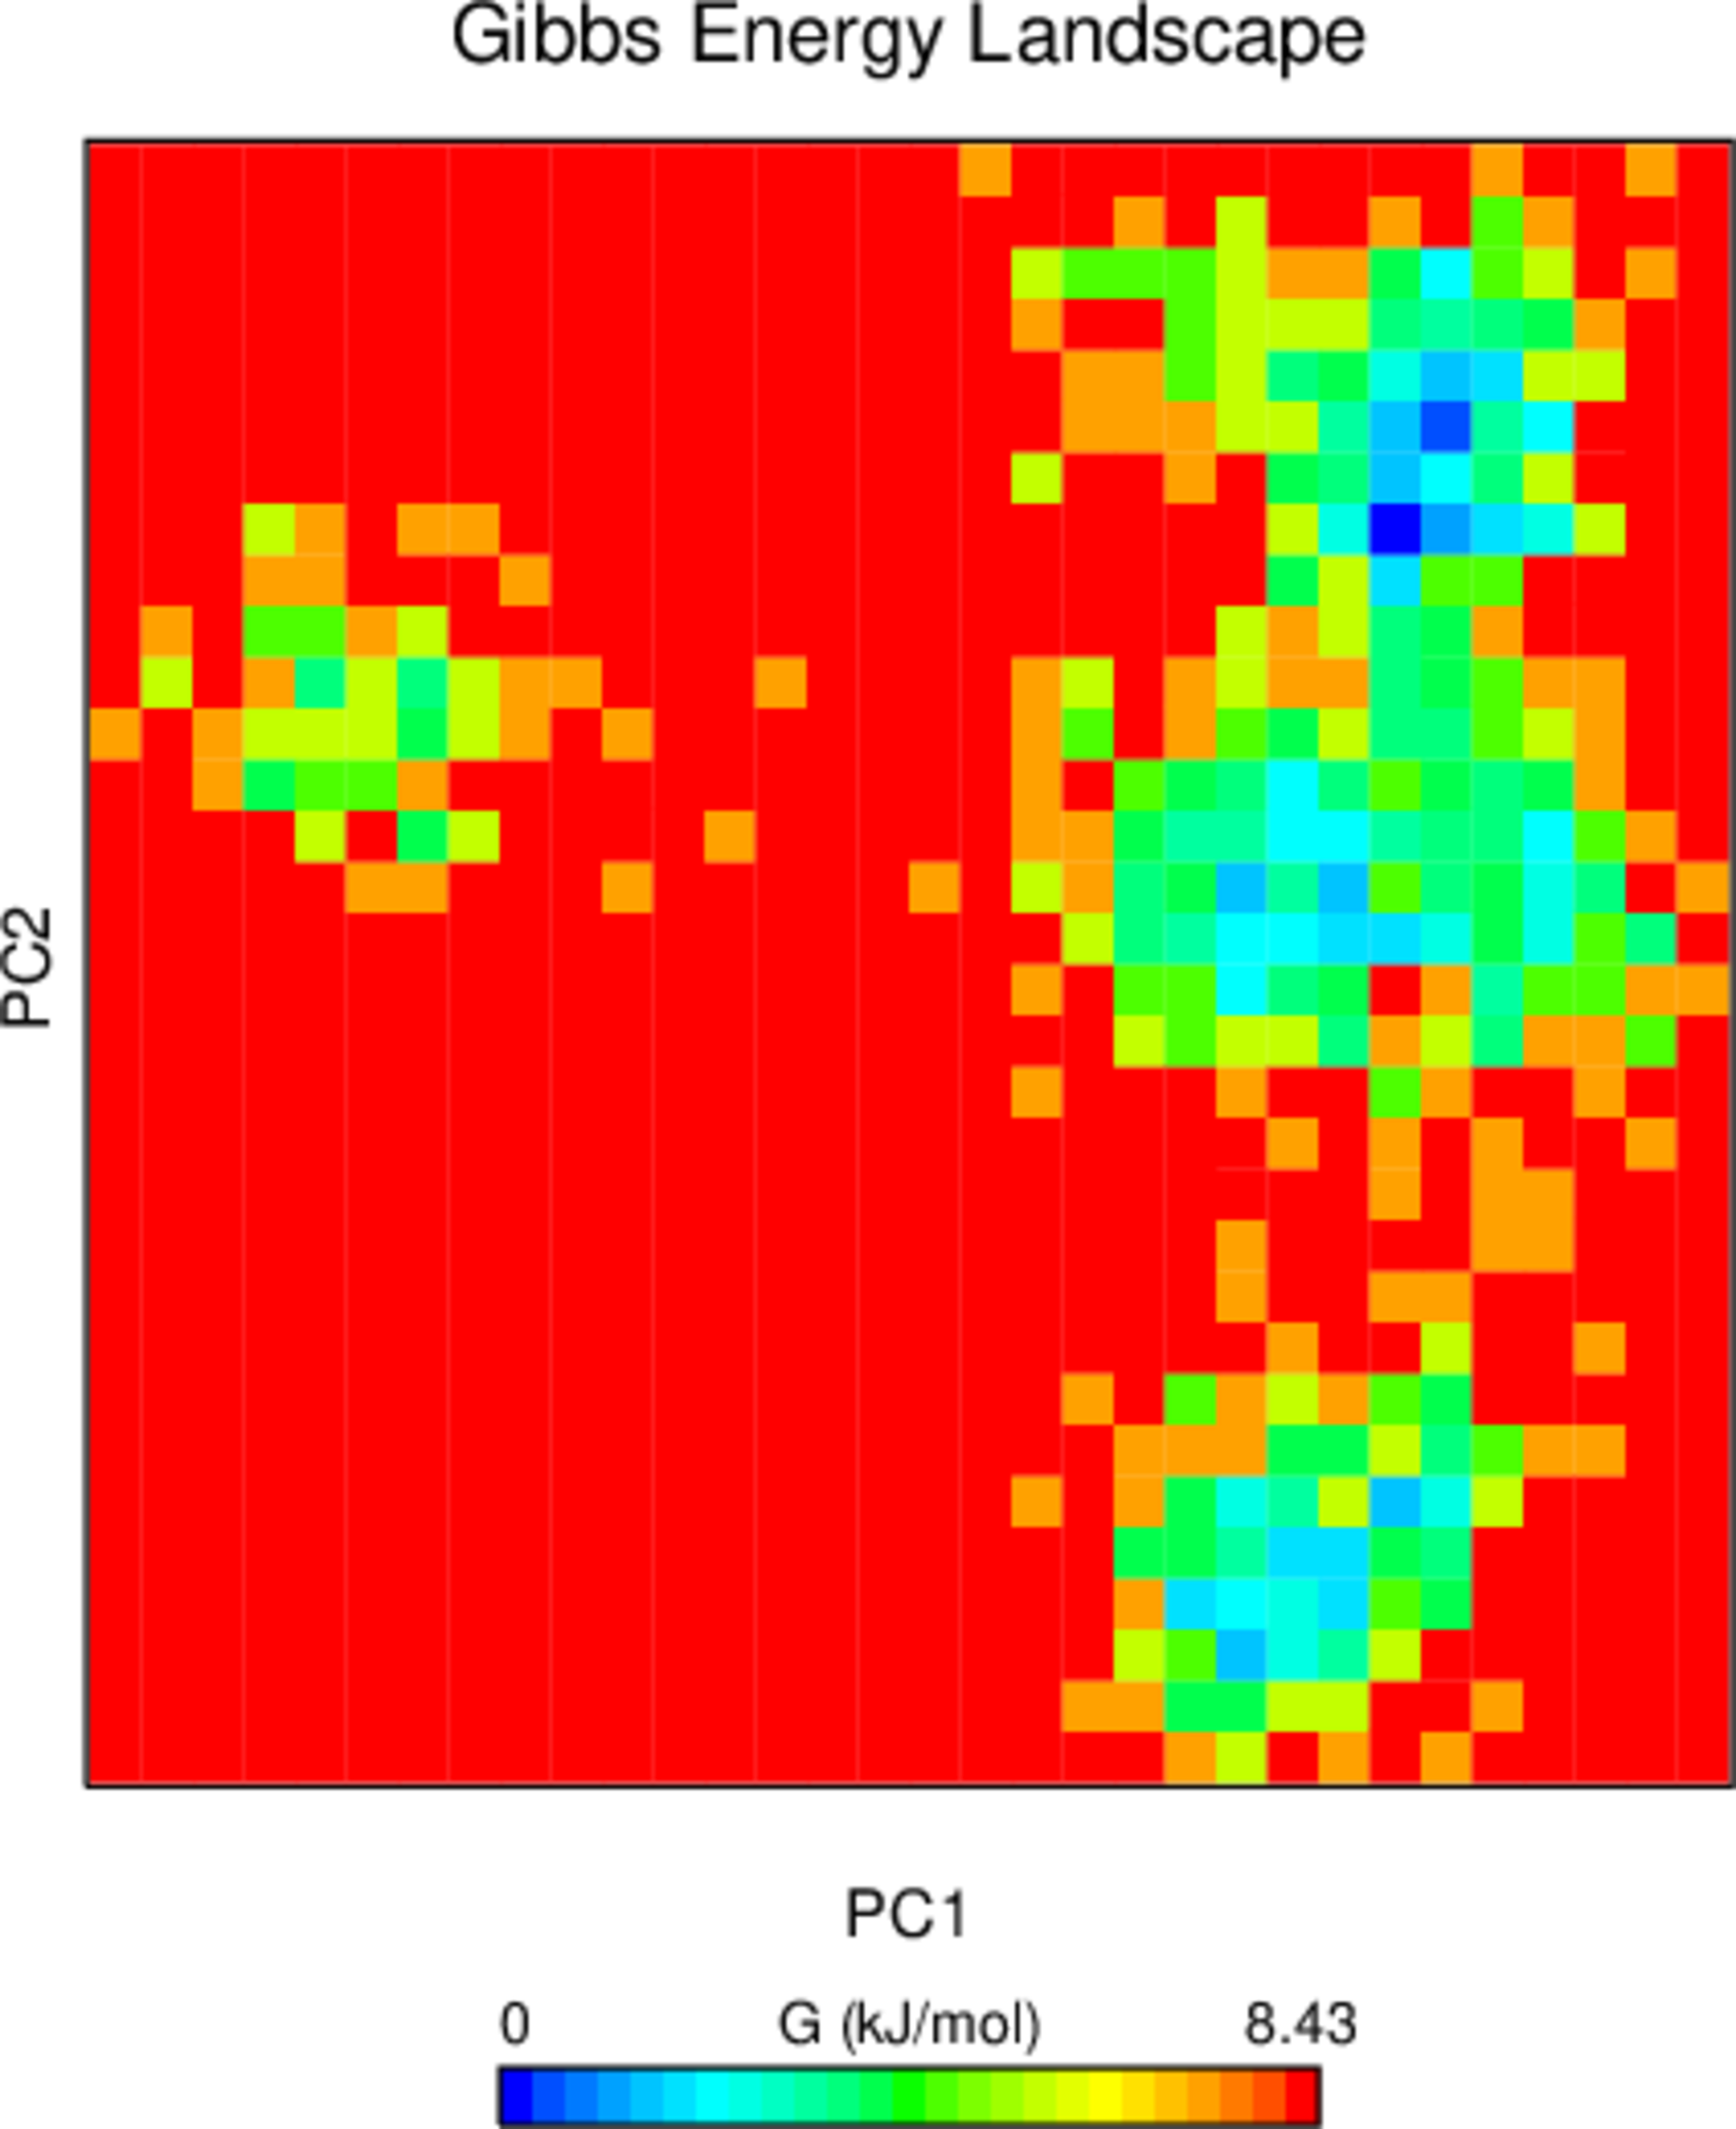 Gibbs Energy Landscape
PC2
PC1
0 G (kJ/mol) 8.43